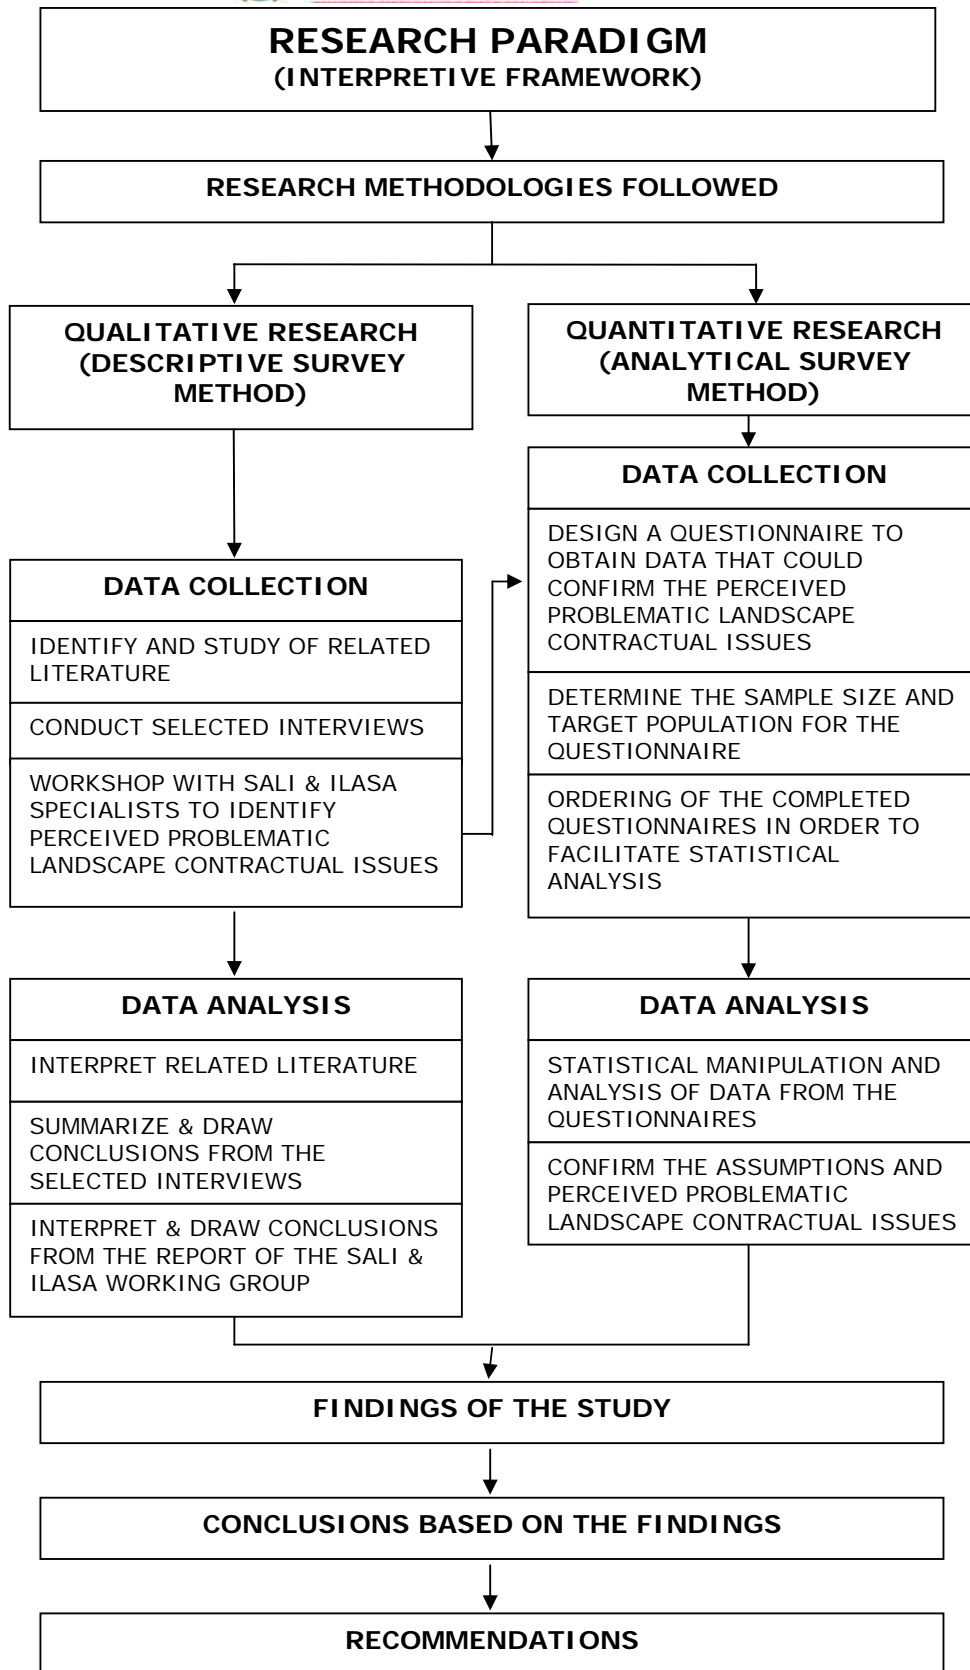 RESEARCH PARADIGM
(INTERPRETIVE FRAMEWORK)
RESEARCH METHODOLOGIES FOLLOWED
QUALITATIVE RESEARCH
(DESCRIPTIVE SURVEY
METHOD)
QUANTITATIVE RESEARCH
(ANALYTICAL SURVEY
METHOD)
DATA COLLECTION
IDENTIFY AND STUDY OF RELATED
LITERATURE
CONDUCT SELECTED INTERVIEWS
WORKSHOP WITH SALI & ILASA
SPECIALISTS TO IDENTIFY
PERCEIVED PROBLEMATIC
LANDSCAPE CONTRACTUAL ISSUES
DATA COLLECTION
DESIGN A QUESTIONNAIRE TO
OBTAIN DATA THAT COULD
CONFIRM THE PERCEIVED
PROBLEMATIC LANDSCAPE
CONTRACTUAL ISSUES
DETERMINE THE SAMPLE SIZE AND
TARGET POPULATION FOR THE
QUESTIONNAIRE
ORDERING OF THE COMPLETED
QUESTIONNAIRES IN ORDER TO
FACILITATE STATISTICAL
ANALYSIS
DATA ANALYSIS
INTERPRET RELATED LITERATURE
SUMMARIZE & DRAW
CONCLUSIONS FROM THE
SELECTED INTERVIEWS
INTERPRET & DRAW CONCLUSIONS
FROM THE REPORT OF THE SALI &
ILASA WORKING GROUP
DATA ANALYSIS
STATISTICAL MANIPULATION AND
ANALYSIS OF DATA FROM THE
QUESTIONNAIRES
CONFIRM THE ASSUMPTIONS AND
PERCEIVED PROBLEMATIC
LANDSCAPE CONTRACTUAL ISSUES
FINDINGS OF THE STUDY
CONCLUSIONS BASED ON THE FINDINGS
RECOMMENDATIONS